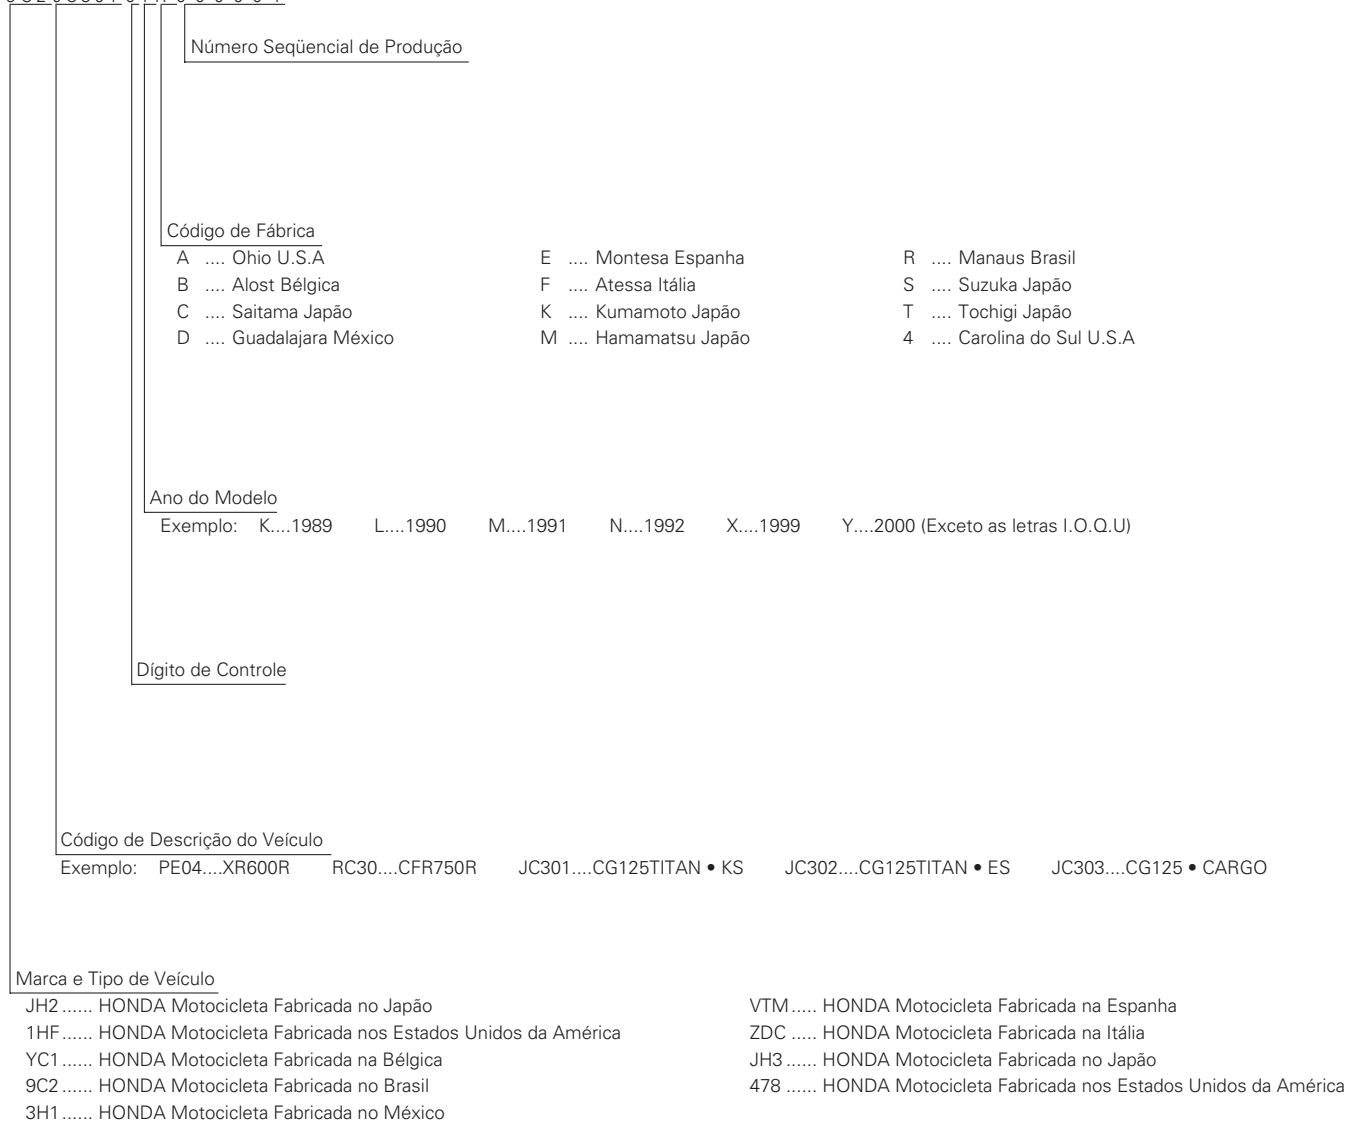 Número Seqüencial de Produção
Código de Fábrica
A .... Ohio U.S.A E .... Montesa Espanha R .... Manaus Brasil
B .... Alost Bélgica F .... Atessa Itália S .... Suzuka Japão
C .... Saitama Japão K .... Kumamoto Japão T .... Tochigi Japão
D .... Guadalajara México M .... Hamamatsu Japão 4 .... Carolina do Sul U.S.A
Ano do Modelo
Exemplo: K....1989 L....1990 M....1991 N....1992 X....1999 Y....2000 (Exceto as letras I.O.Q.U)
Dígito de Controle
Código de Descrição do Veículo
Exemplo: PE04....XR600R RC30....CFR750R JC301....CG125TITAN • KS JC302....CG125TITAN • ES JC303....CG125 • CARGO
Marca e Tipo de Veículo
JH2 ...... HONDA Motocicleta Fabricada no Japão VTM ..... HONDA Motocicleta Fabricada na Espanha
1HF ...... HONDA Motocicleta Fabricada nos Estados Unidos da América ZDC ..... HONDA Motocicleta Fabricada na Itália
YC1 ...... HONDA Motocicleta Fabricada na Bélgica JH3 ...... HONDA Motocicleta Fabricada no Japão
9C2 ...... HONDA Motocicleta Fabricada no Brasil 478 ...... HONDA Motocicleta Fabricada nos Estados Unidos da América
3H1 ...... HONDA Motocicleta Fabricada no México